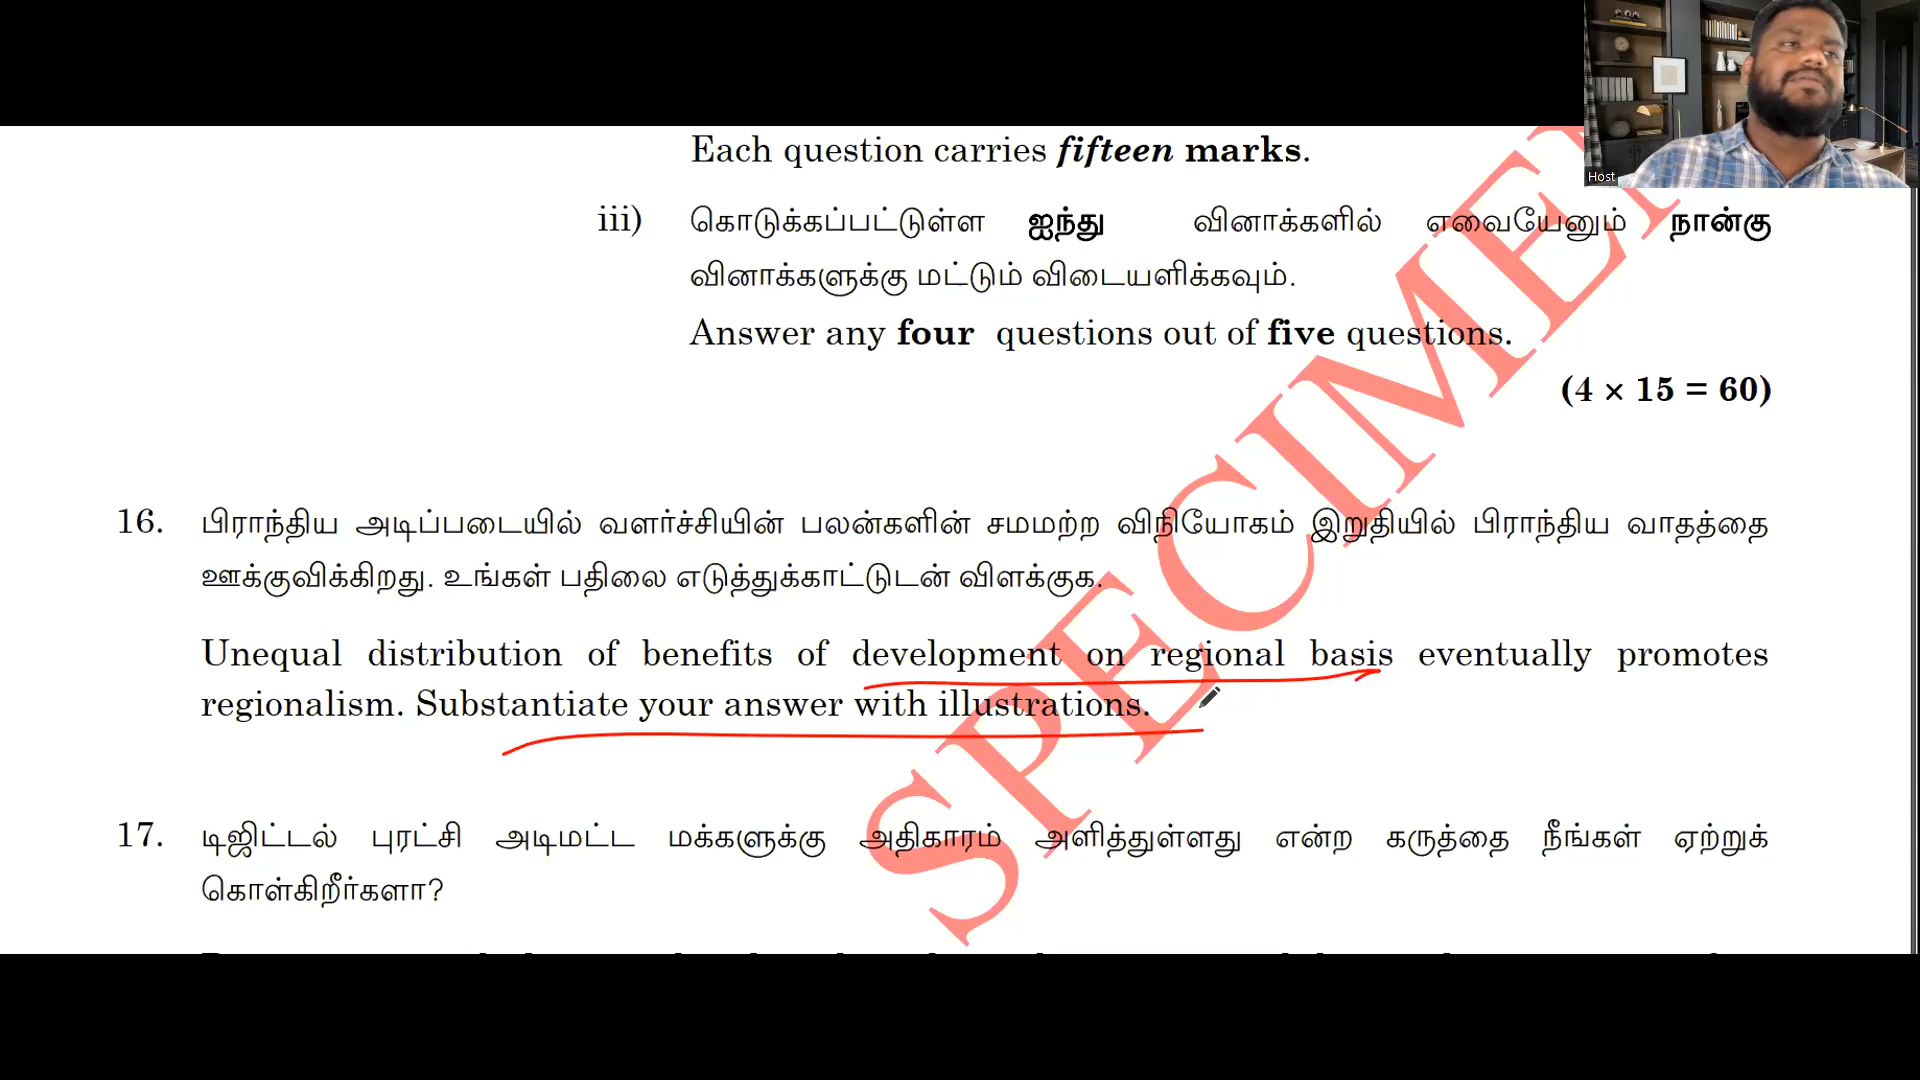 Host
Each question carries fifteen marks.
iii) கொடுக்கப்பட்டுள்ள ஐந்து வினாக்களில் எவையேனும் நான்கு
வினாக்களுக்கு மட்டும் விடையளிக்கவும்.
Answer any four questions out of five questions.
(4 × 15 = 60)
16. பிராந்திய அடிப்படையில் வளர்ச்சியின் பலன்களின் சமமற்ற விநியோகம் இறுதியில் பிராந்திய வாதத்தை
ஊக்குவிக்கிறது. உங்கள் பதிலை எடுத்துக்காட்டுடன் விளக்குக.
Unequal distribution of benefits of development on regional basis eventually promotes
regionalism. Substantiate your answer with illustrations.
17. டிஜிட்டல் புரட்சி அடிமட்ட மக்களுக்கு அதிகாரம் அளித்துள்ளது என்ற கருத்தை நீங்கள் ஏற்றுக்
கொள்கிறீர்களா?
SPECIMEN